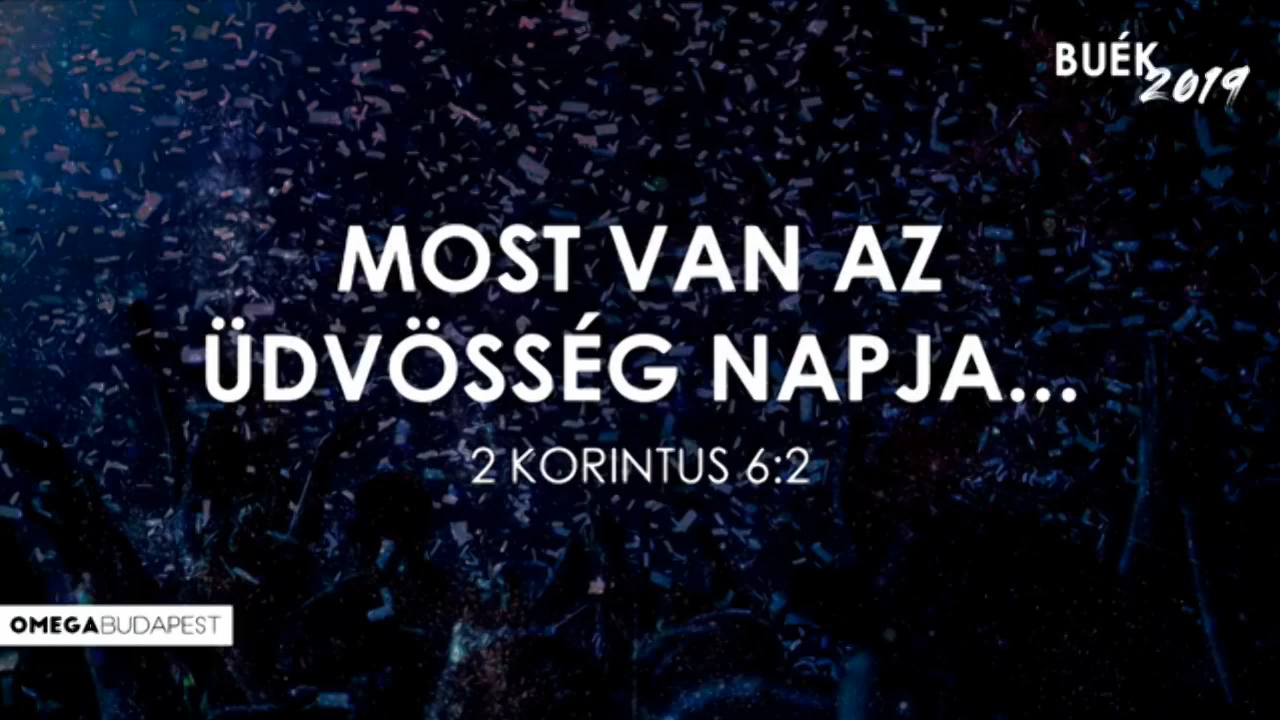 BUÉK
2019
MOST VAN AZ
ÜDVÖSSÉG NAPJA...
2 KORINTUS 6:2
OMEGABUDAPEST